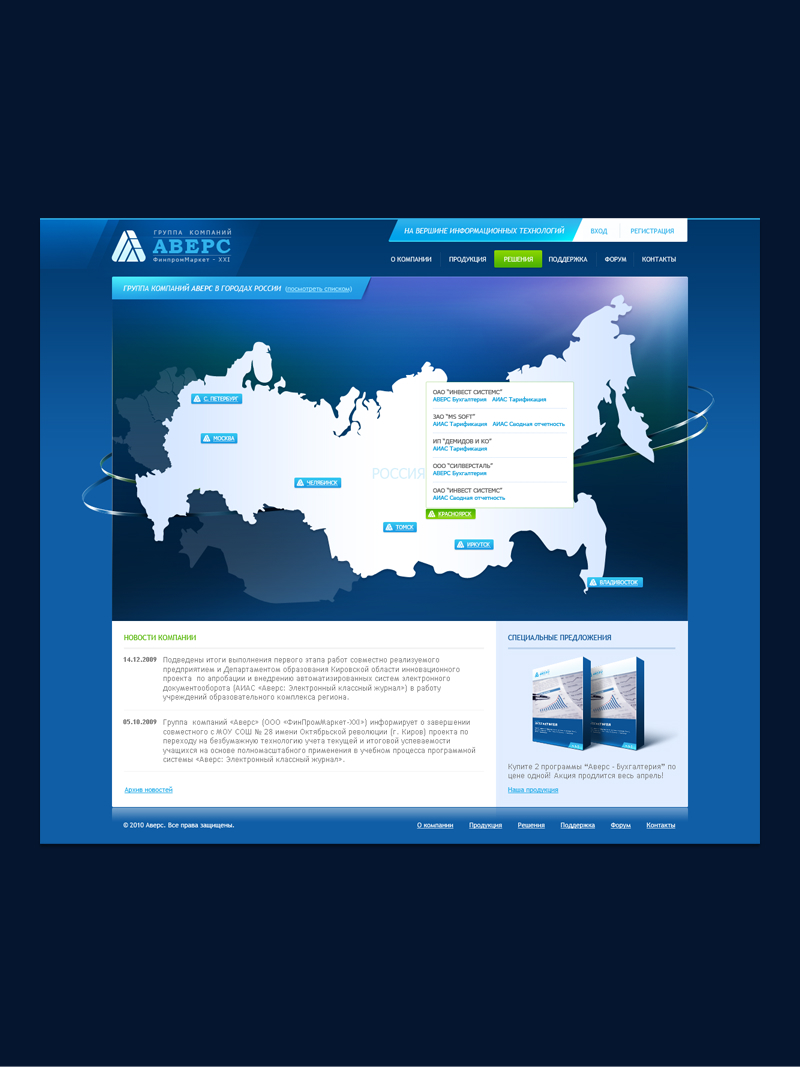 ГРУППА КОМПАНИЙ
АВЕРС
ФинпромМаркет - XXI
НА ВЕРШИНЕ ИНФОРМАЦИОННЫХ ТЕХНОЛОГИЙ
ВХОД
РЕГИСТРАЦИЯ
О КОМПАНИИ
ПРОДУКЦИЯ
РЕШЕНИЯ
ПОДДЕРЖКА
ФОРУМ
КОНТАКТЫ
ГРУППА КОМПАНИЙ АВЕРС В ГОРОДАХ РОССИИ (посмотреть списком)
С. ПЕТЕРБУРГ
МОСКВА
ЧЕЛЯБИНСК
РОССИЯ
ОАО "ИНВЕСТ СИСТЕМС"
АВЕРС Бухгалтерия АИАС Тарификация
ЗАО "MS SOFT"
АИАС Тарификация АИАС Сводная отчетность
ИП "ДЕМИДОВ И КО"
АИАС Тарификация
ООО "СИЛВЕРСТАЛЬ"
АВЕРС Бухгалтерия
ОАО "ИНВЕСТ СИСТЕМС"
АИАС Сводная отчетность
КРАСНОЯРСК
ТОМСК
ИРКУТСК
ВЛАДИВОСТОК
НОВОСТИ КОМПАНИИ
14.12.2009 Подведены итоги выполнения первого этапа работ совместно реализуемого
предприятием и Департаментом образования Кировской области инновационного
проекта по апробации и внедрению автоматизированных систем электронного
документооборота (АИАС «Аверс: Электронный классный журнал») в работу
учреждений образовательного комплекса региона.
05.10.2009 Группа компаний «Аверс» (ООО «ФинПромМаркет-XXI») информирует о завершении
совместного с МОУ СОШ № 28 имени Октябрьской революции (г. Киров) проекта по
переходу на безбумажную технологию учета текущей и итоговой успеваемости
учащихся на основе полномасштабного применения в учебном процессе программной
системы «Аверс: Электронный классный журнал».
Архив новостей
СПЕЦИАЛЬНЫЕ ПРЕДЛОЖЕНИЯ
АВЕРС
Купите 2 программы “Аверс - Бухгалтерия” по
цене одной! Акция продлится весь апрель!
Наша продукция
© 2010 Аверс. Все права защищены.
О компании
Продукция
Решения
Поддержка
Форум
Контакты